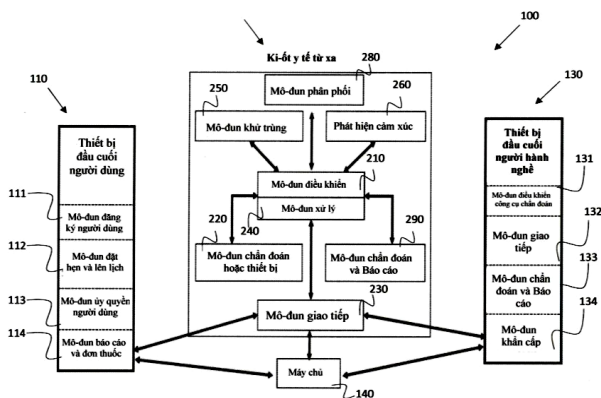 100
Ki-ốt y tế từ xa
280
110
130
250
Mô-đun phân phối
260
Mô-đun khử trùng
Phát hiện cảm xúc
Thiết bị
đầu cuối
người dùng
Thiết bị
đầu cuối
người hành
nghề
131
210
Mô-đun điều khiển
Mô-đun xử lý
111
Mô-đun đăng
ký người dùng
Mô-đun điều khiển
công cụ chẩn đoán
132
220
240
290
112
Mô-đun đặt
hẹn và lên lịch
Mô-đun chẩn đoán
hoặc thiết bị
Mô-đun chẩn đoán
và Báo cáo
Mô-đun giao
tiếp
133
113
Mô-đun ủy quyền
người dùng
230
Mô-đun giao tiếp
Mô-đun chẩn
đoán và Báo
cáo
134
114
Mô-đun báo cáo
và đơn thuốc
Mô-đun
khẩn cấp
Máy chủ
140